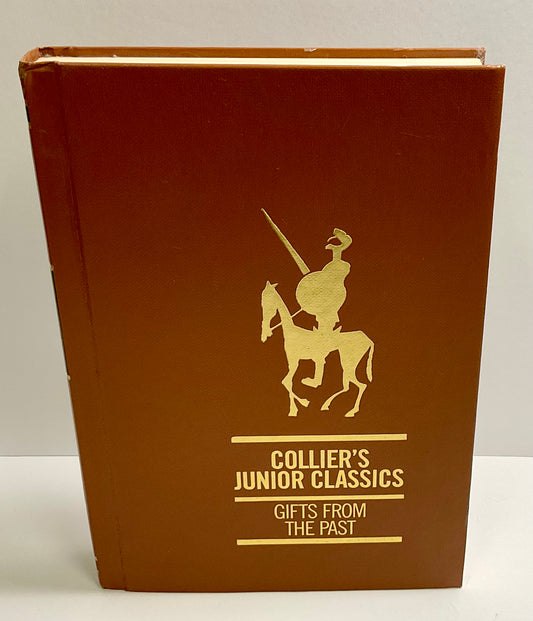 COLLIER'S
JUNIOR CLASSICS
GIFTS FROM
THE PAST